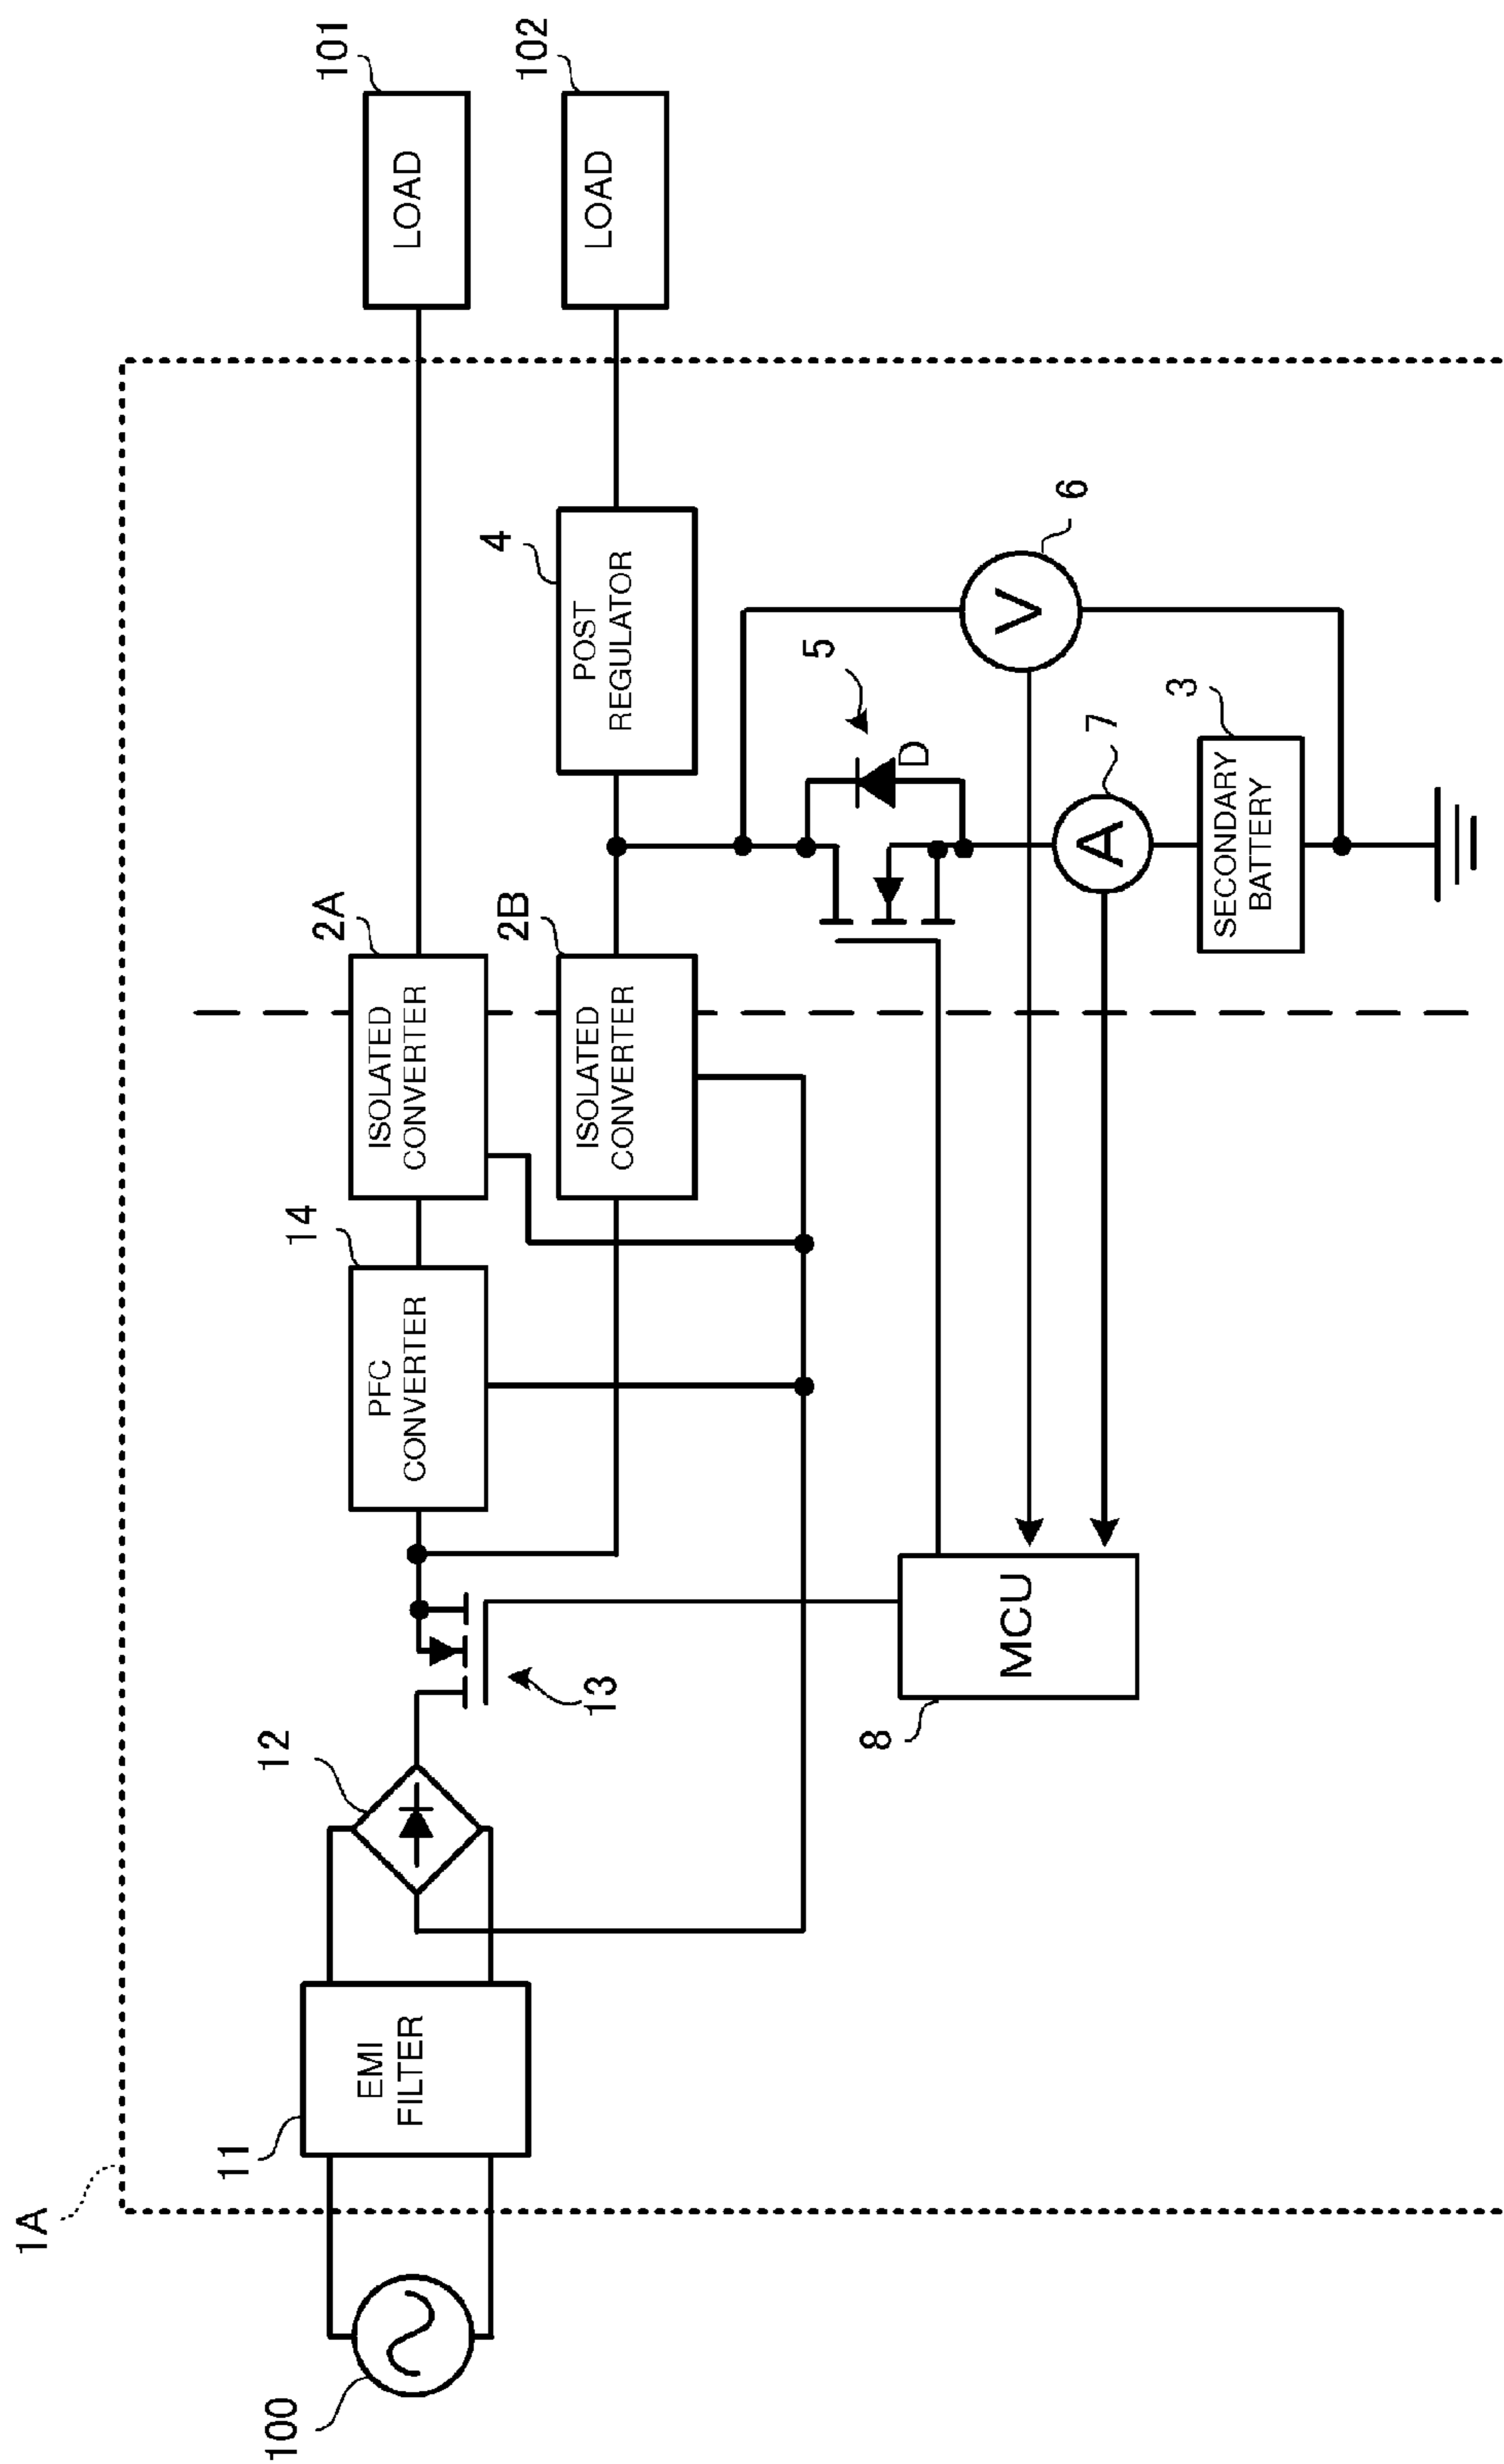 1A
100
11
EMI
FILTER
12
13
14
PFC
CONVERTER
2A
ISOLATED
CONVERTER
2B
ISOLATED
CONVERTER
4
POST
REGULATOR
101
LOAD
102
LOAD
5
D
6
V
7
A
3
SECONDARY
BATTERY
8
MCU